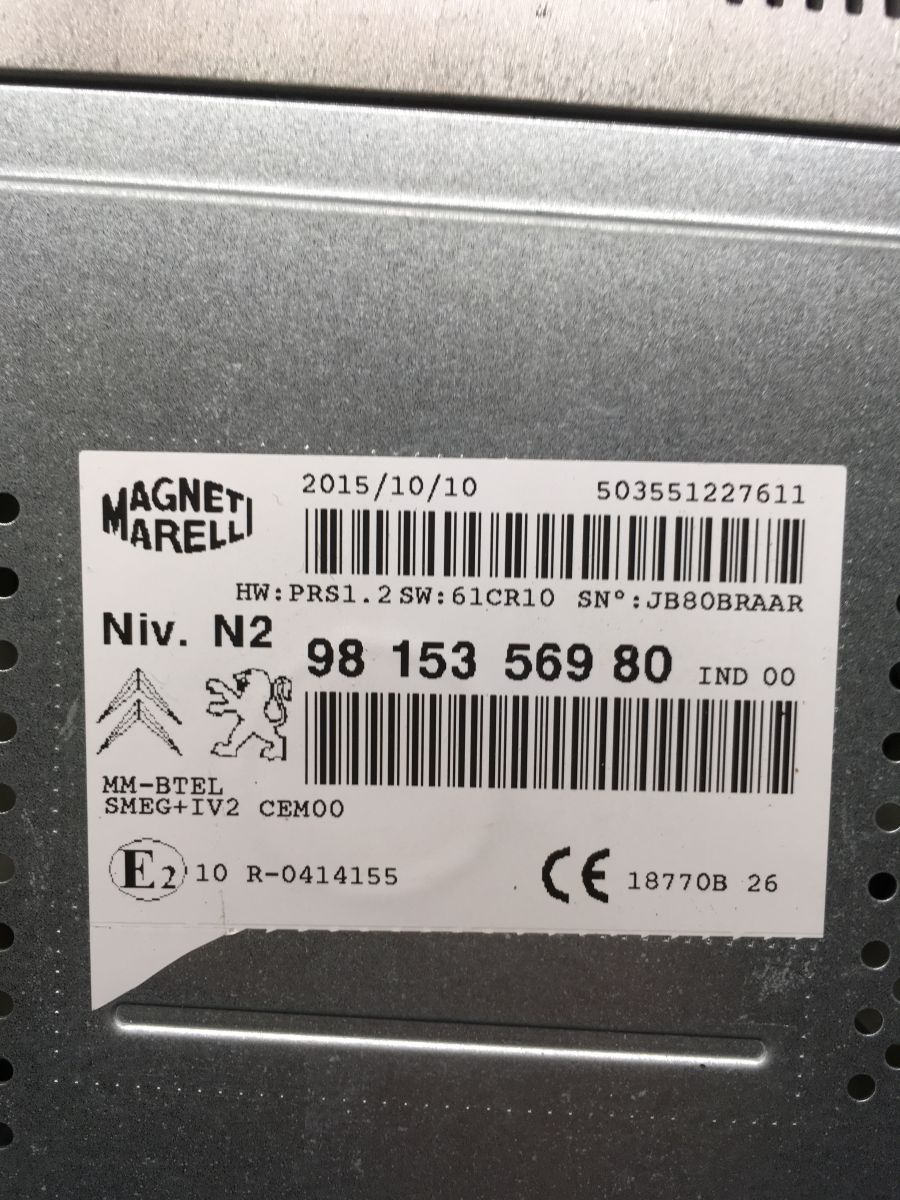 MAGNETI
MARELLI
2015/10/10 503551227611
HW:PRS1.2 SW:61CR10 SN°:JB80BRAAR
Niv. N2 98 153 569 80 IND 00
MM-BTEL
SMEG+IV2 CEM00
E2 10 R-0414155 CE 18770B 26